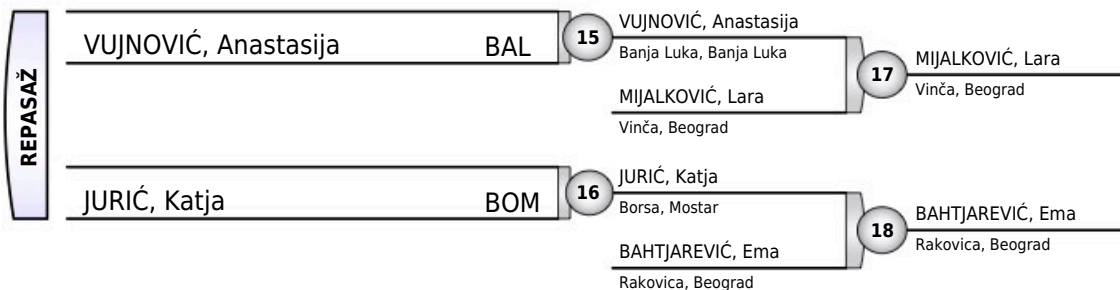 REPASAŽ
VUJNOVIĆ, Anastasija BAL
15
VUJNOVIĆ, Anastasija
Banja Luka, Banja Luka
MIJALKOVIĆ, Lara
Vinča, Beograd
17
MIJALKOVIĆ, Lara
Vinča, Beograd
JURIĆ, Katja BOM
16
JURIĆ, Katja
Borsa, Mostar
BAHTJAREVIĆ, Ema
Rakovica, Beograd
18
BAHTJAREVIĆ, Ema
Rakovica, Beograd